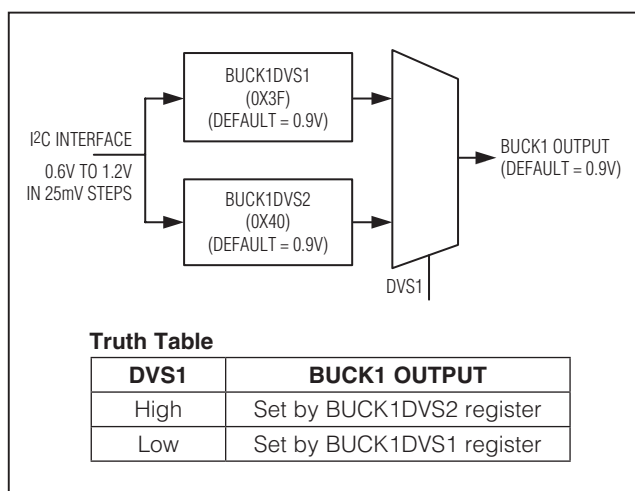 BUCK1DVS1
(0X3F)
(DEFAULT = 0.9V)
I2C INTERFACE
0.6V TO 1.2V
IN 25mV STEPS
BUCK1DVS2
(0X40)
(DEFAULT = 0.9V)
BUCK1 OUTPUT
(DEFAULT = 0.9V)
DVS1
Truth Table
DVS1 BUCK1 OUTPUT
High Set by BUCK1DVS2 register
Low Set by BUCK1DVS1 register